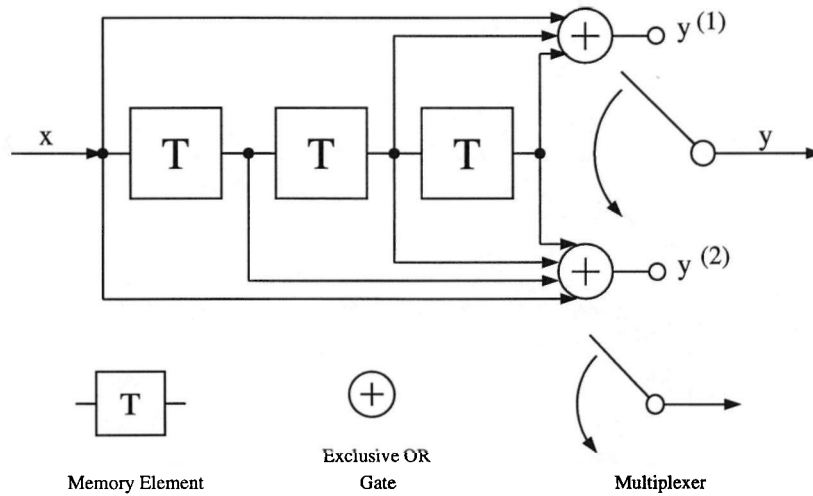 y (1)
x
T
T
T
y
y (2)
T
Memory Element
Exclusive OR
Gate
Multiplexer